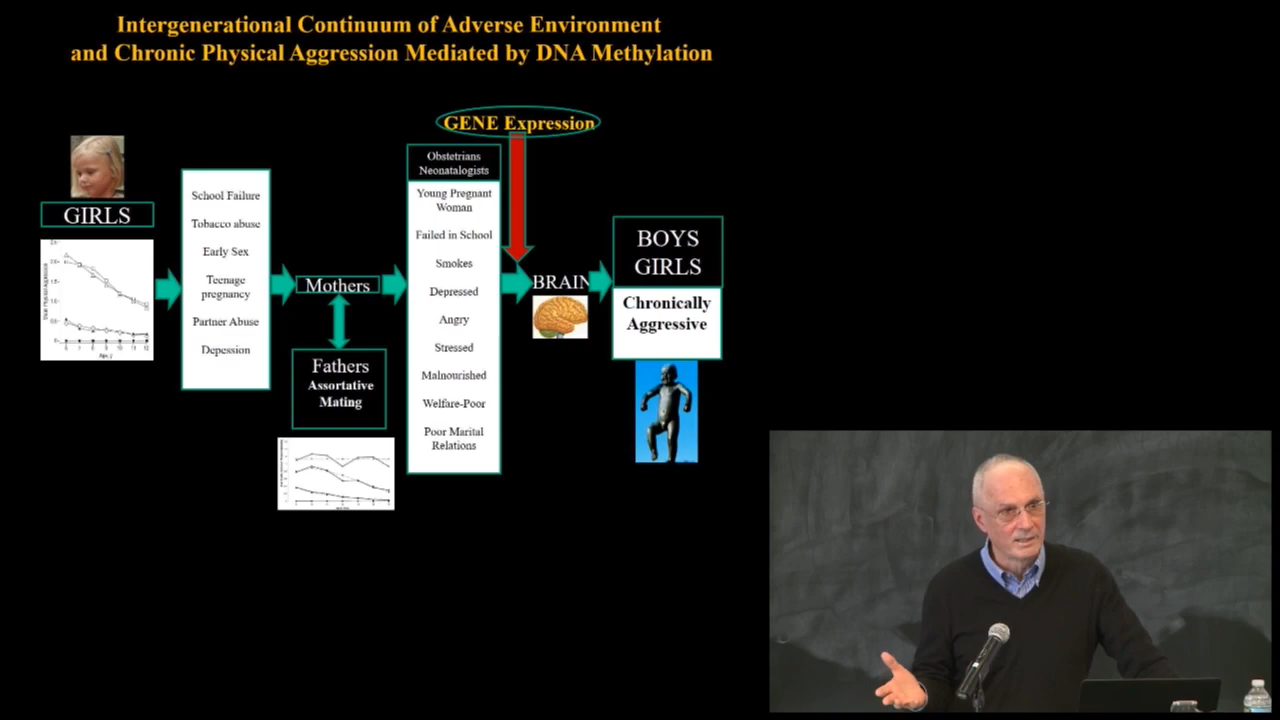 Intergenerational Continuum of Adverse Environment
and Chronic Physical Aggression Mediated by DNA Methylation
GENE Expression
GIRLS
School Failure
Tobacco abuse
Early Sex
Teenage
pregnancy
Partner Abuse
Depession
Mothers
Fathers
Assortative
Mating
Obstetrians
Neonatalogists
Young Pregnant
Woman
Failed in School
Smokes
Depressed
Angry
Stressed
Malnourished
Welfare-Poor
Poor Marital
Relations
BRAIN
BOYS
GIRLS
Chronically
Aggressive